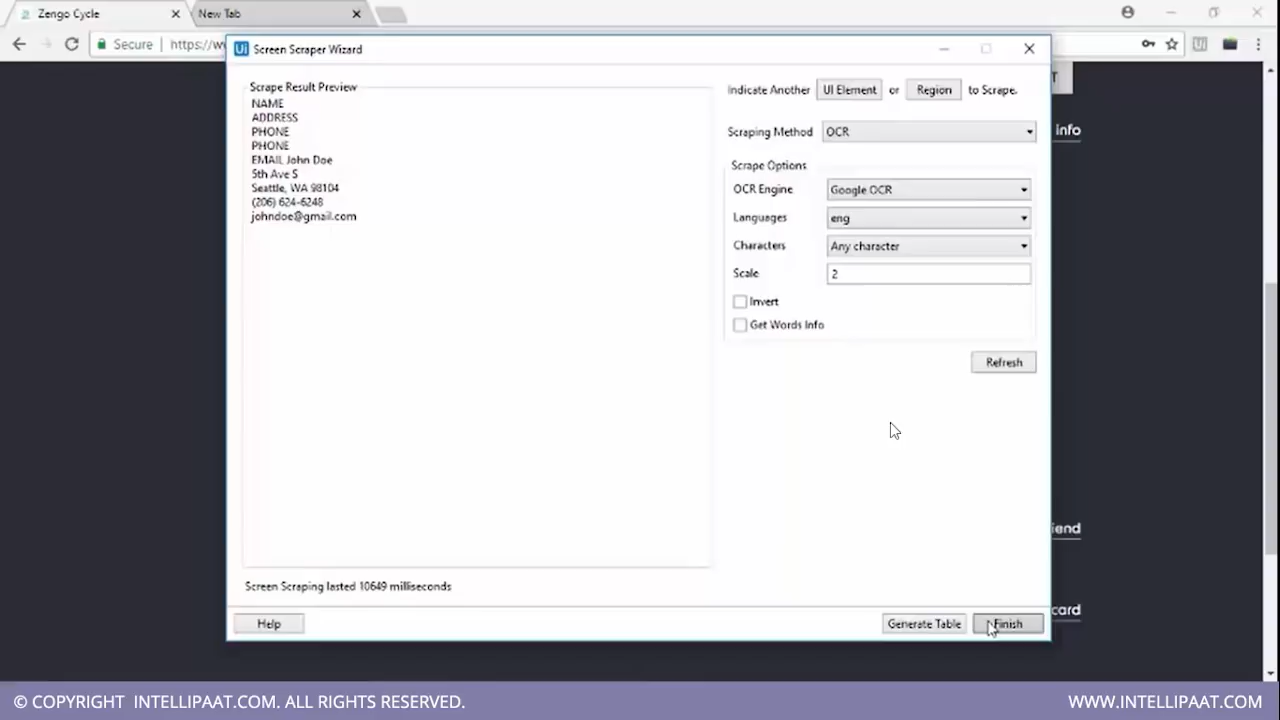 Zengo Cycle
New Tab
Secure
https://w
Ui Screen Scraper Wizard
Scrape Result Preview
NAME
ADDRESS
PHONE
PHONE
EMAIL John Doe
5th Ave S
Seattle, WA 98104
(206) 624-6248
johndoe@gmail.com
Indicate Another UI Element or Region to Scrape.
Scraping Method OCR
Scrape Options
OCR Engine Google OCR
Languages eng
Characters Any character
Scale 2
Invert
Get Words Info
Refresh
info
iend
card
Screen Scraping lasted 10649 milliseconds
Help
Generate Table
Finish
© COPYRIGHT INTELLIPAAT.COM. ALL RIGHTS RESERVED.
WWW.INTELLIPAAT.COM